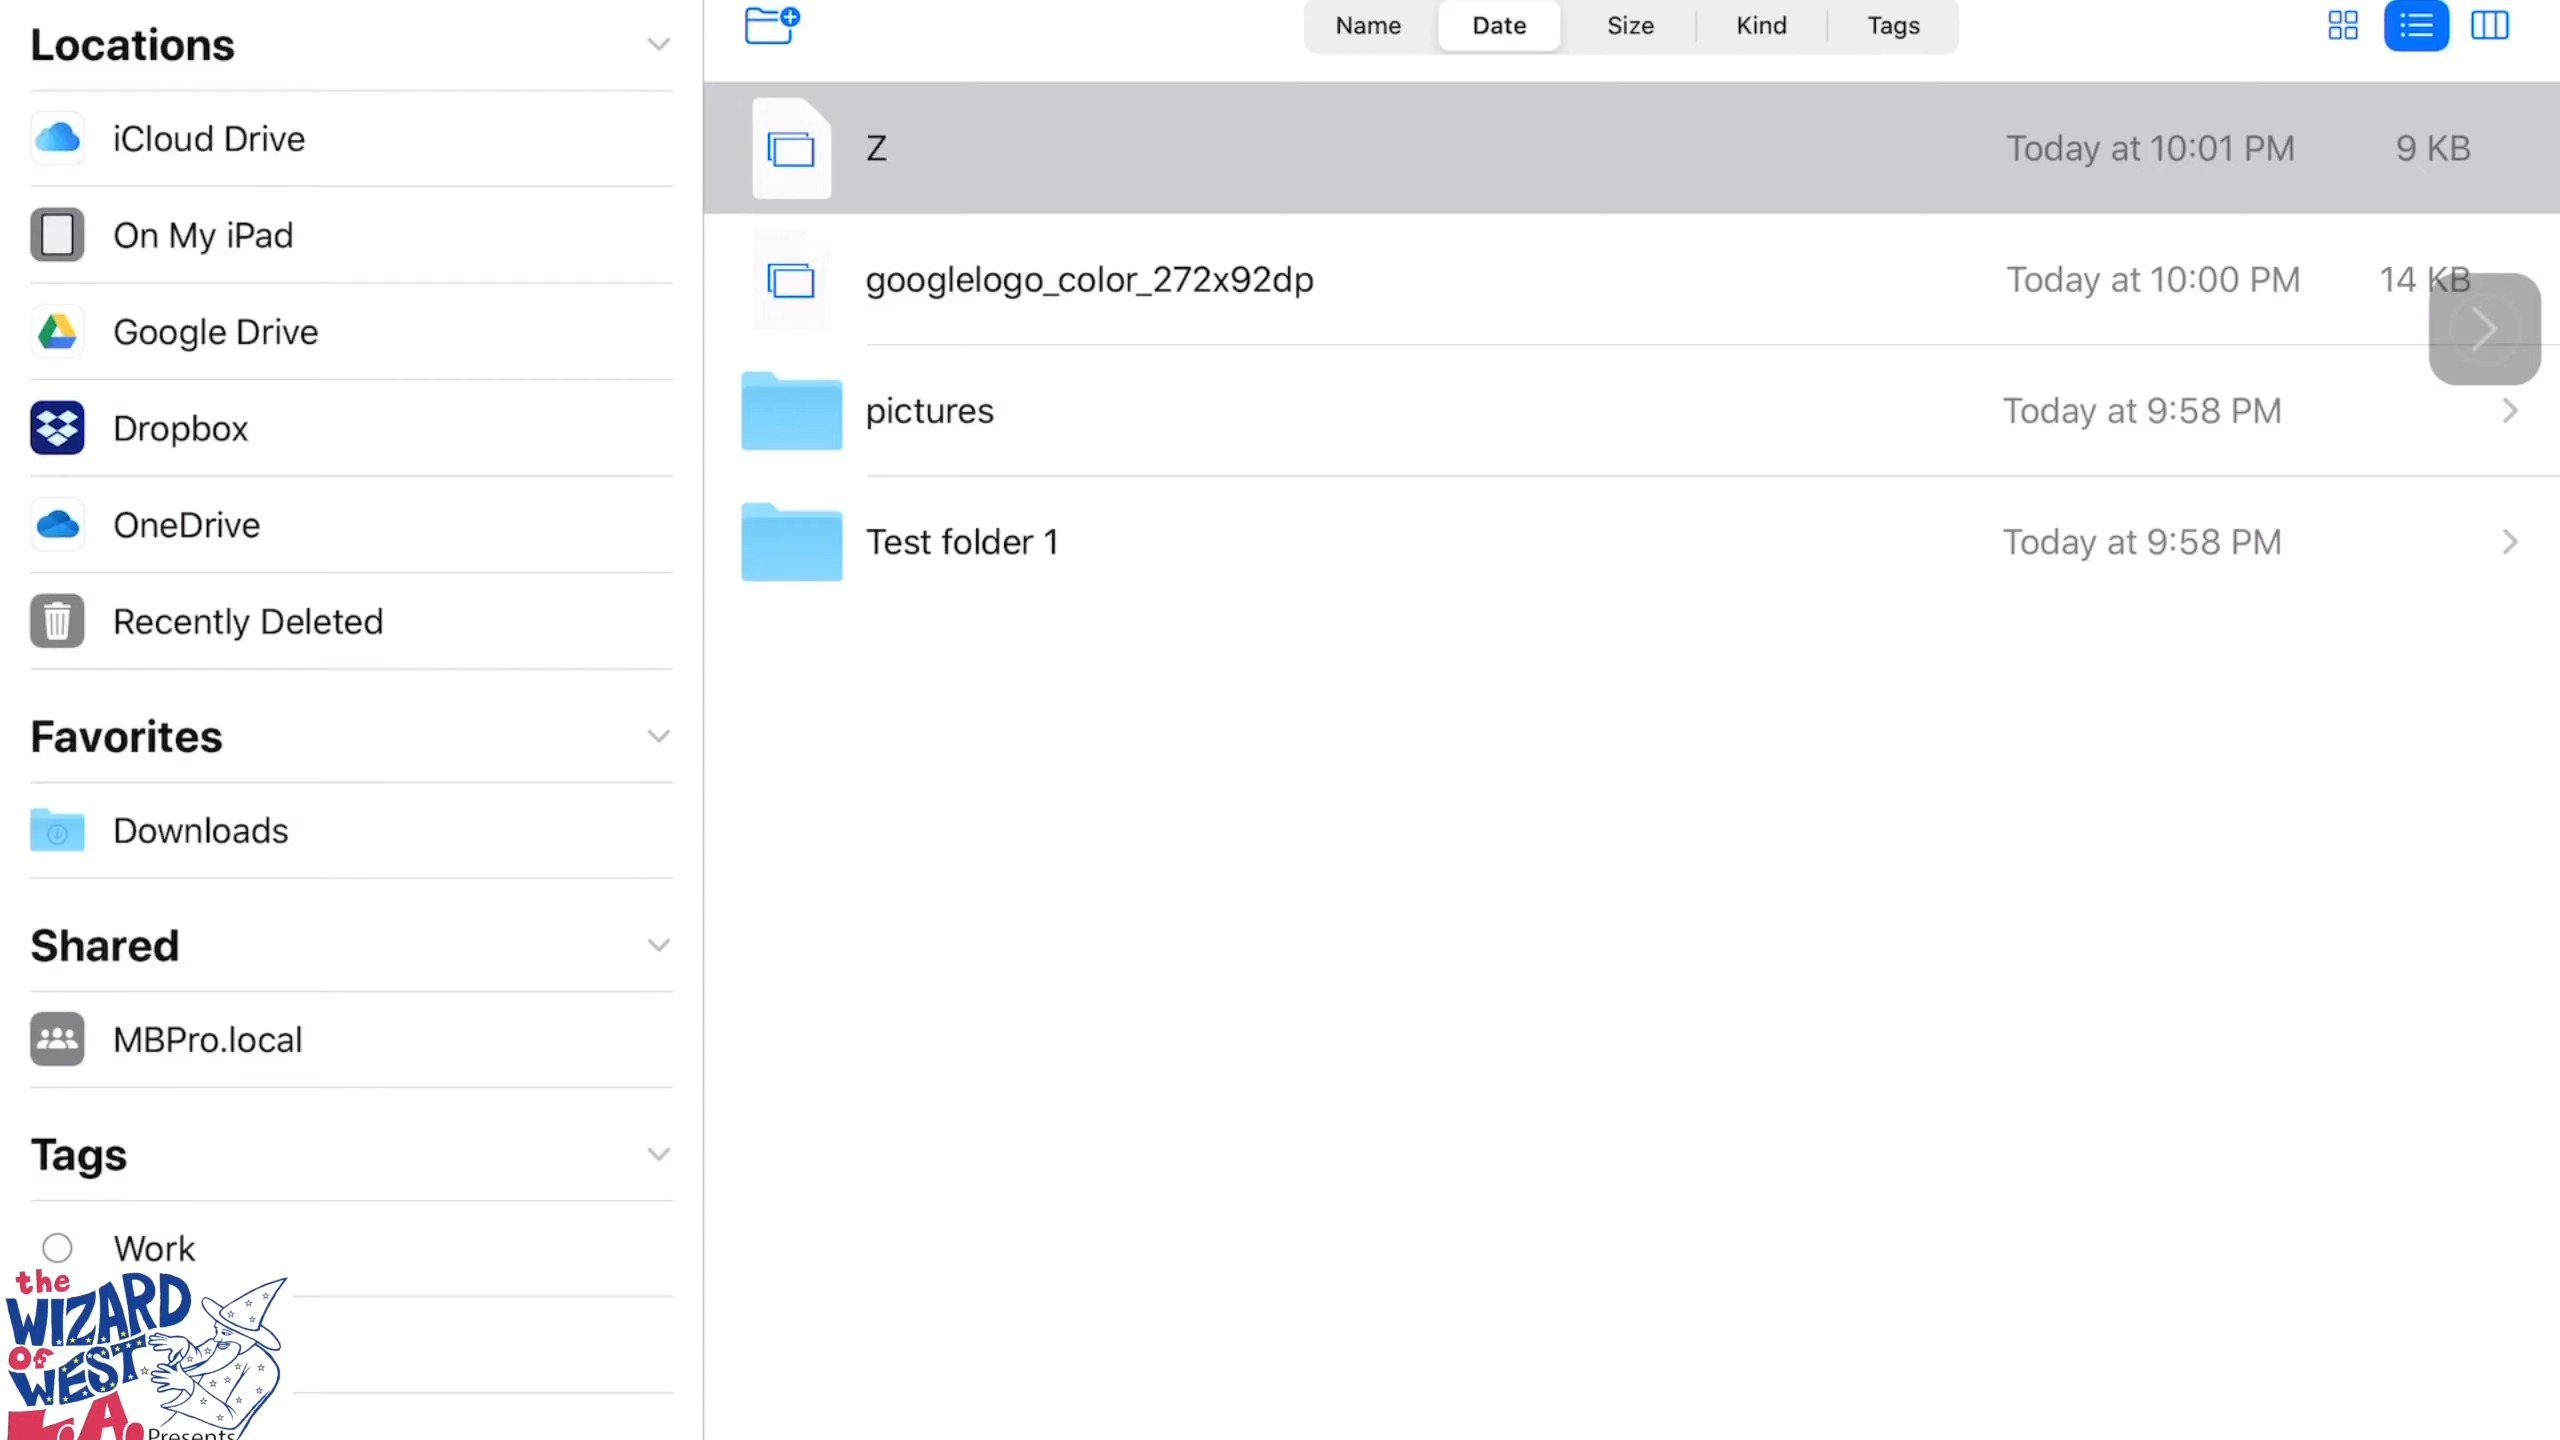 Locations
iCloud Drive
On My iPad
Google Drive
Dropbox
OneDrive
Recently Deleted
Favorites
Downloads
Shared
MBPro.local
Tags
Work
the
WIZARD
OF
WEST
L.A.
Presents
Name Date Size Kind Tags
Z Today at 10:01 PM 9 KB
googlelogo_color_272x92dp Today at 10:00 PM 14 KB
pictures Today at 9:58 PM
Test folder 1 Today at 9:58 PM